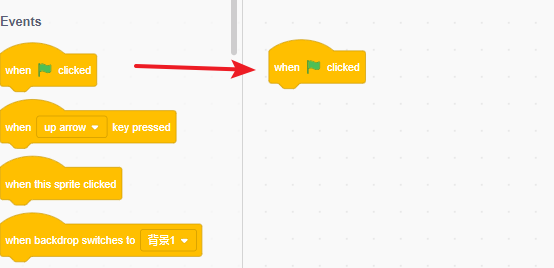 Events
when clicked
when clicked
when up arrow key pressed
when this sprite clicked
when backdrop switches to 背景1